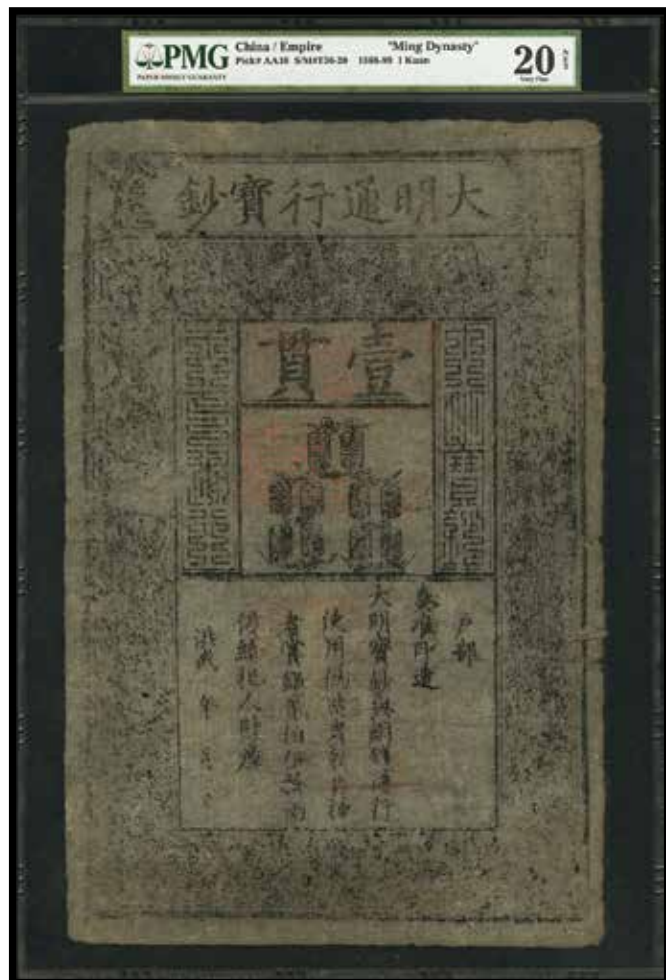 PMG
PAPER MONEY GUARANTY
China / Empire "Ming Dynasty"
1368-99 1 Kuan
20
Very Fine
大明通行寶鈔
壹貫
戶部
奏准印造
大明寶鈔與銅錢通行
使用偽造者斬告捕
者賞銀貳伯伍拾兩
仍給犯人財產
洪武 年 月